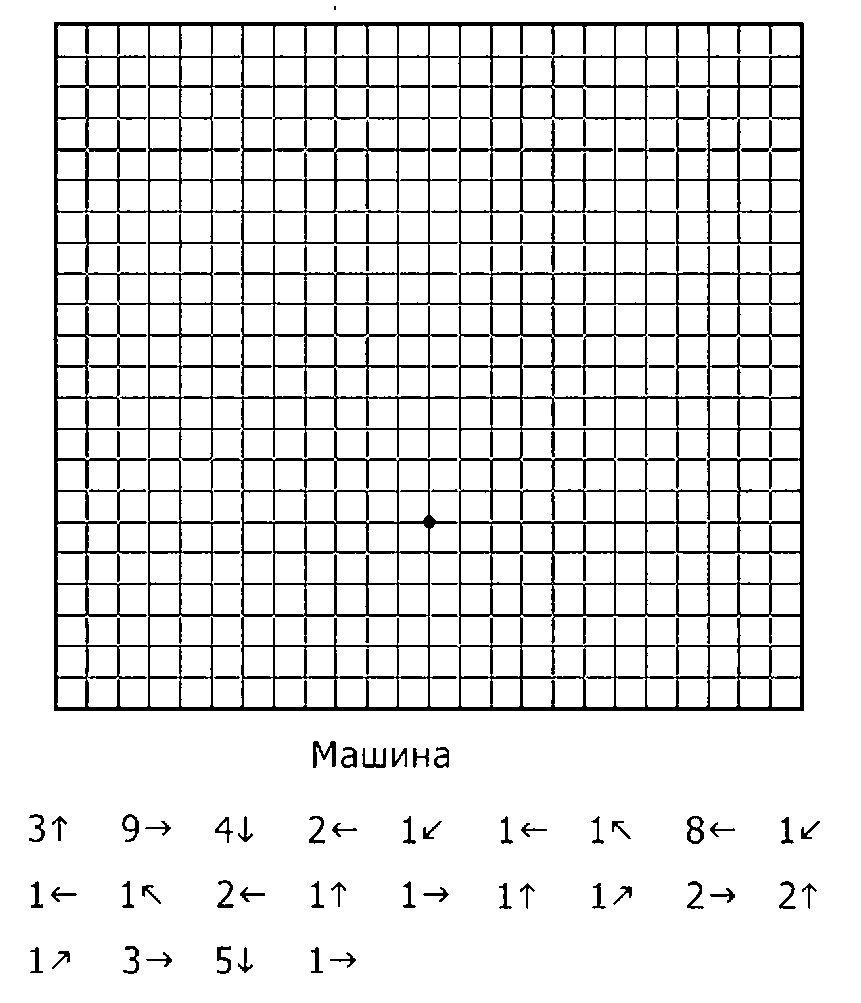 Машина
3↑ 9→ 4↓ 2← 1↙ 1← 1↖ 8← 1↙
1← 1↖ 2← 1↑ 1→ 1↑ 1↗ 2→ 2↑
1↗ 3→ 5↓ 1→